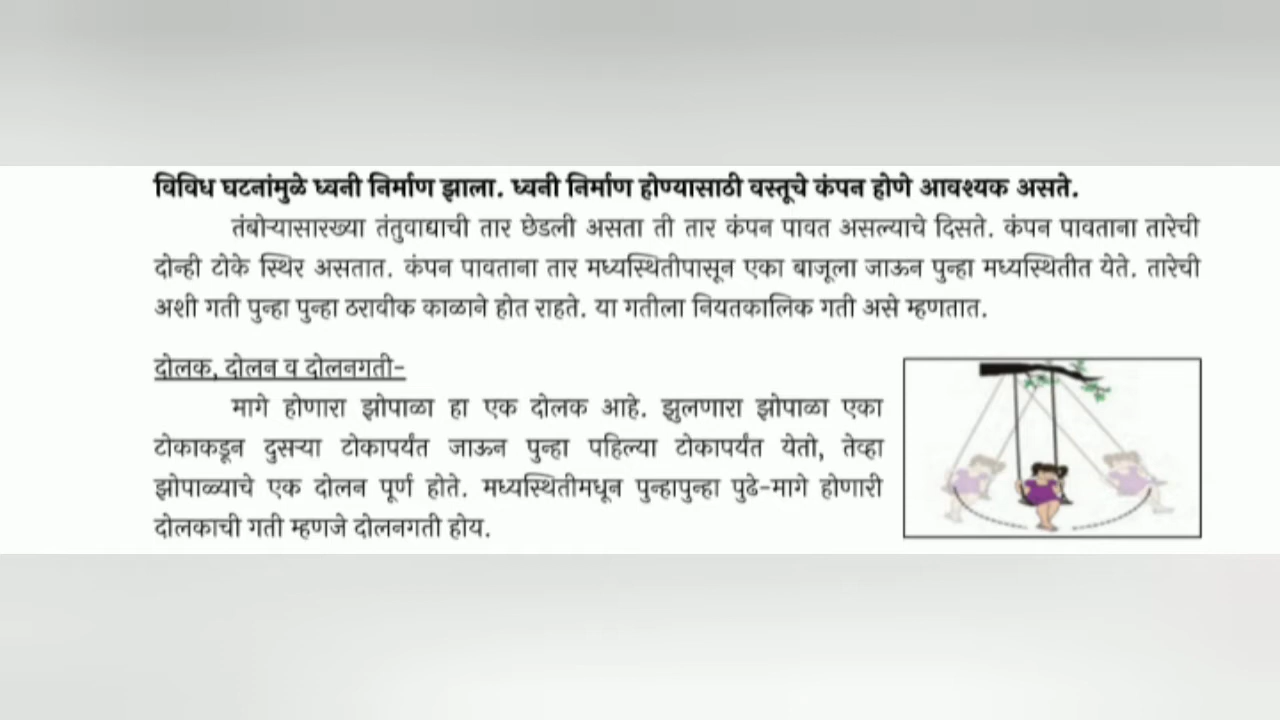 विविध घटनांमुळे ध्वनी निर्माण झाला. ध्वनी निर्माण होण्यासाठी वस्तूचे कंपन होणे आवश्यक असते.
तंबोऱ्यासारख्या तंतुवाद्याची तार छेडली असता ती तार कंपन पावत असल्याचे दिसते. कंपन पावताना तारेची
दोन्ही टोके स्थिर असतात. कंपन पावताना तार मध्यस्थितीपासून एका बाजूला जाऊन पुन्हा मध्यस्थितीत येते. तारेची
अशी गती पुन्हा पुन्हा ठरावीक काळाने होत राहते. या गतीला नियतकालिक गती असे म्हणतात.
दोलक, दोलन व दोलनगती-
मागे होणारा झोपाळा हा एक दोलक आहे. झुलणारा झोपाळा एका
टोकाकडून दुसऱ्या टोकापर्यंत जाऊन पुन्हा पहिल्या टोकापर्यंत येतो, तेव्हा
झोपाळ्याचे एक दोलन पूर्ण होते. मध्यस्थितीमधून पुन्हापुन्हा पुढे-मागे होणारी
दोलकाची गती म्हणजे दोलनगती होय.